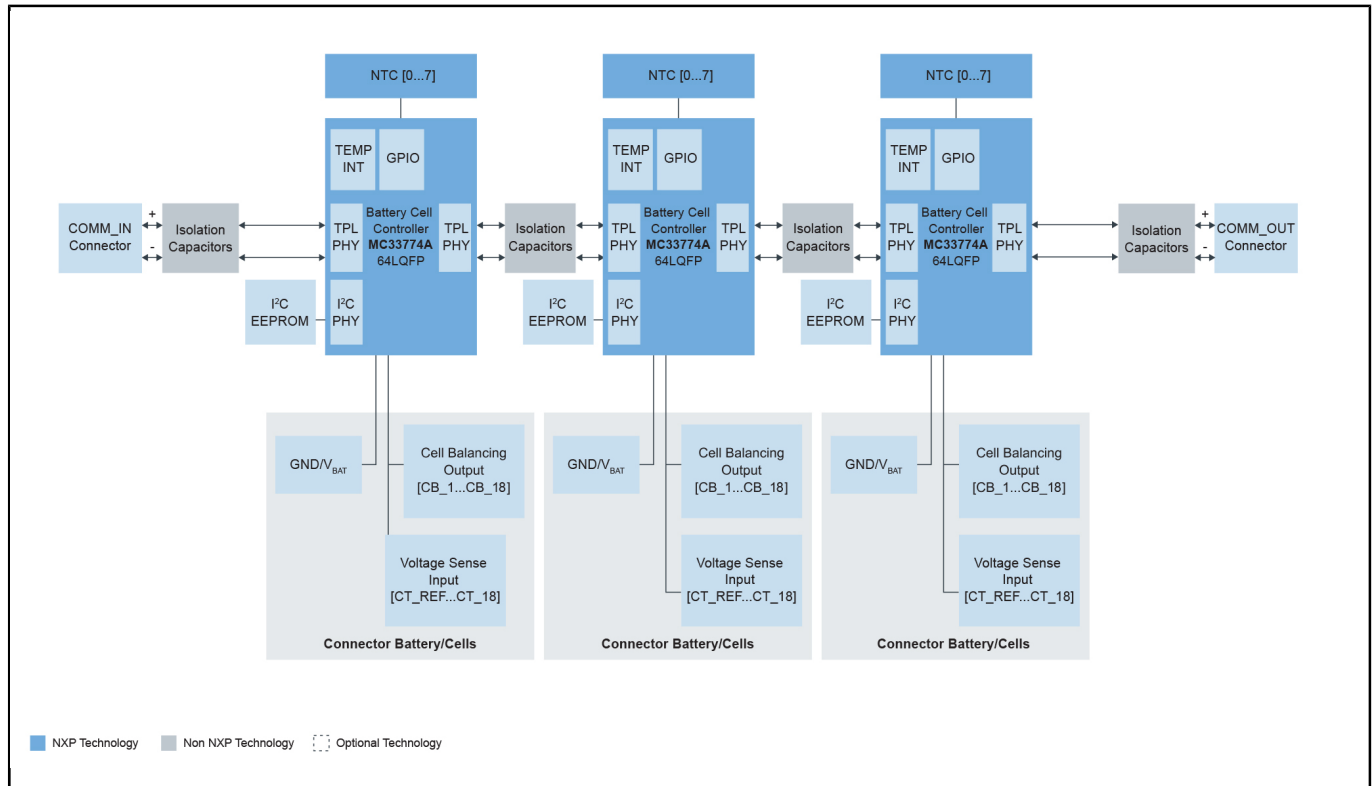 NTC [0...7]
NTC [0...7]
NTC [0...7]
TEMP
INT
GPIO
TEMP
INT
GPIO
TEMP
INT
GPIO
COMM_IN
Connector
+
-
Isolation
Capacitors
TPL
PHY
Battery Cell
Controller
MC33774A
64LQFP
TPL
PHY
Isolation
Capacitors
TPL
PHY
Battery Cell
Controller
MC33774A
64LQFP
TPL
PHY
Isolation
Capacitors
TPL
PHY
Battery Cell
Controller
MC33774A
64LQFP
TPL
PHY
Isolation
Capacitors
+
-
COMM_OUT
Connector
I²C
EEPROM
I²C
PHY
I²C
EEPROM
I²C
PHY
I²C
EEPROM
I²C
PHY
GND/VBAT
Cell Balancing
Output
[CB_1...CB_18]
Voltage Sense
Input
[CT_REF...CT_18]
Connector Battery/Cells
GND/VBAT
Cell Balancing
Output
[CB_1...CB_18]
Voltage Sense
Input
[CT_REF...CT_18]
Connector Battery/Cells
GND/VBAT
Cell Balancing
Output
[CB_1...CB_18]
Voltage Sense
Input
[CT_REF...CT_18]
Connector Battery/Cells
NXP Technology
Non NXP Technology
Optional Technology